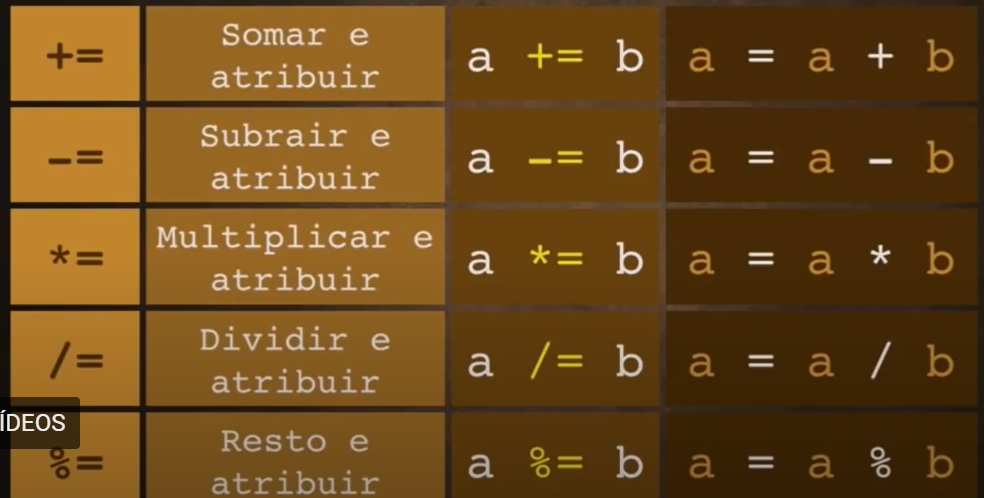 += Somar e atribuir a += b a = a + b
-= Subrair e atribuir a -= b a = a - b
*= Multiplicar e atribuir a *= b a = a * b
/= Dividir e atribuir a /= b a = a / b
ÍDEOS
%= Resto e atribuir a %= b a = a % b